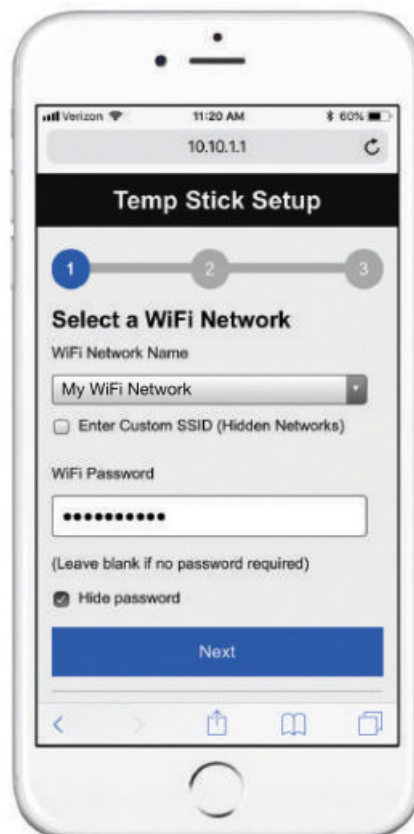 Verizon 11:20 AM 60%
10.10.1.1
Temp Stick Setup
1 2 3
Select a WiFi Network
WiFi Network Name
My WiFi Network
Enter Custom SSID (Hidden Networks)
WiFi Password
••••••••••
(Leave blank if no password required)
Hide password
Next